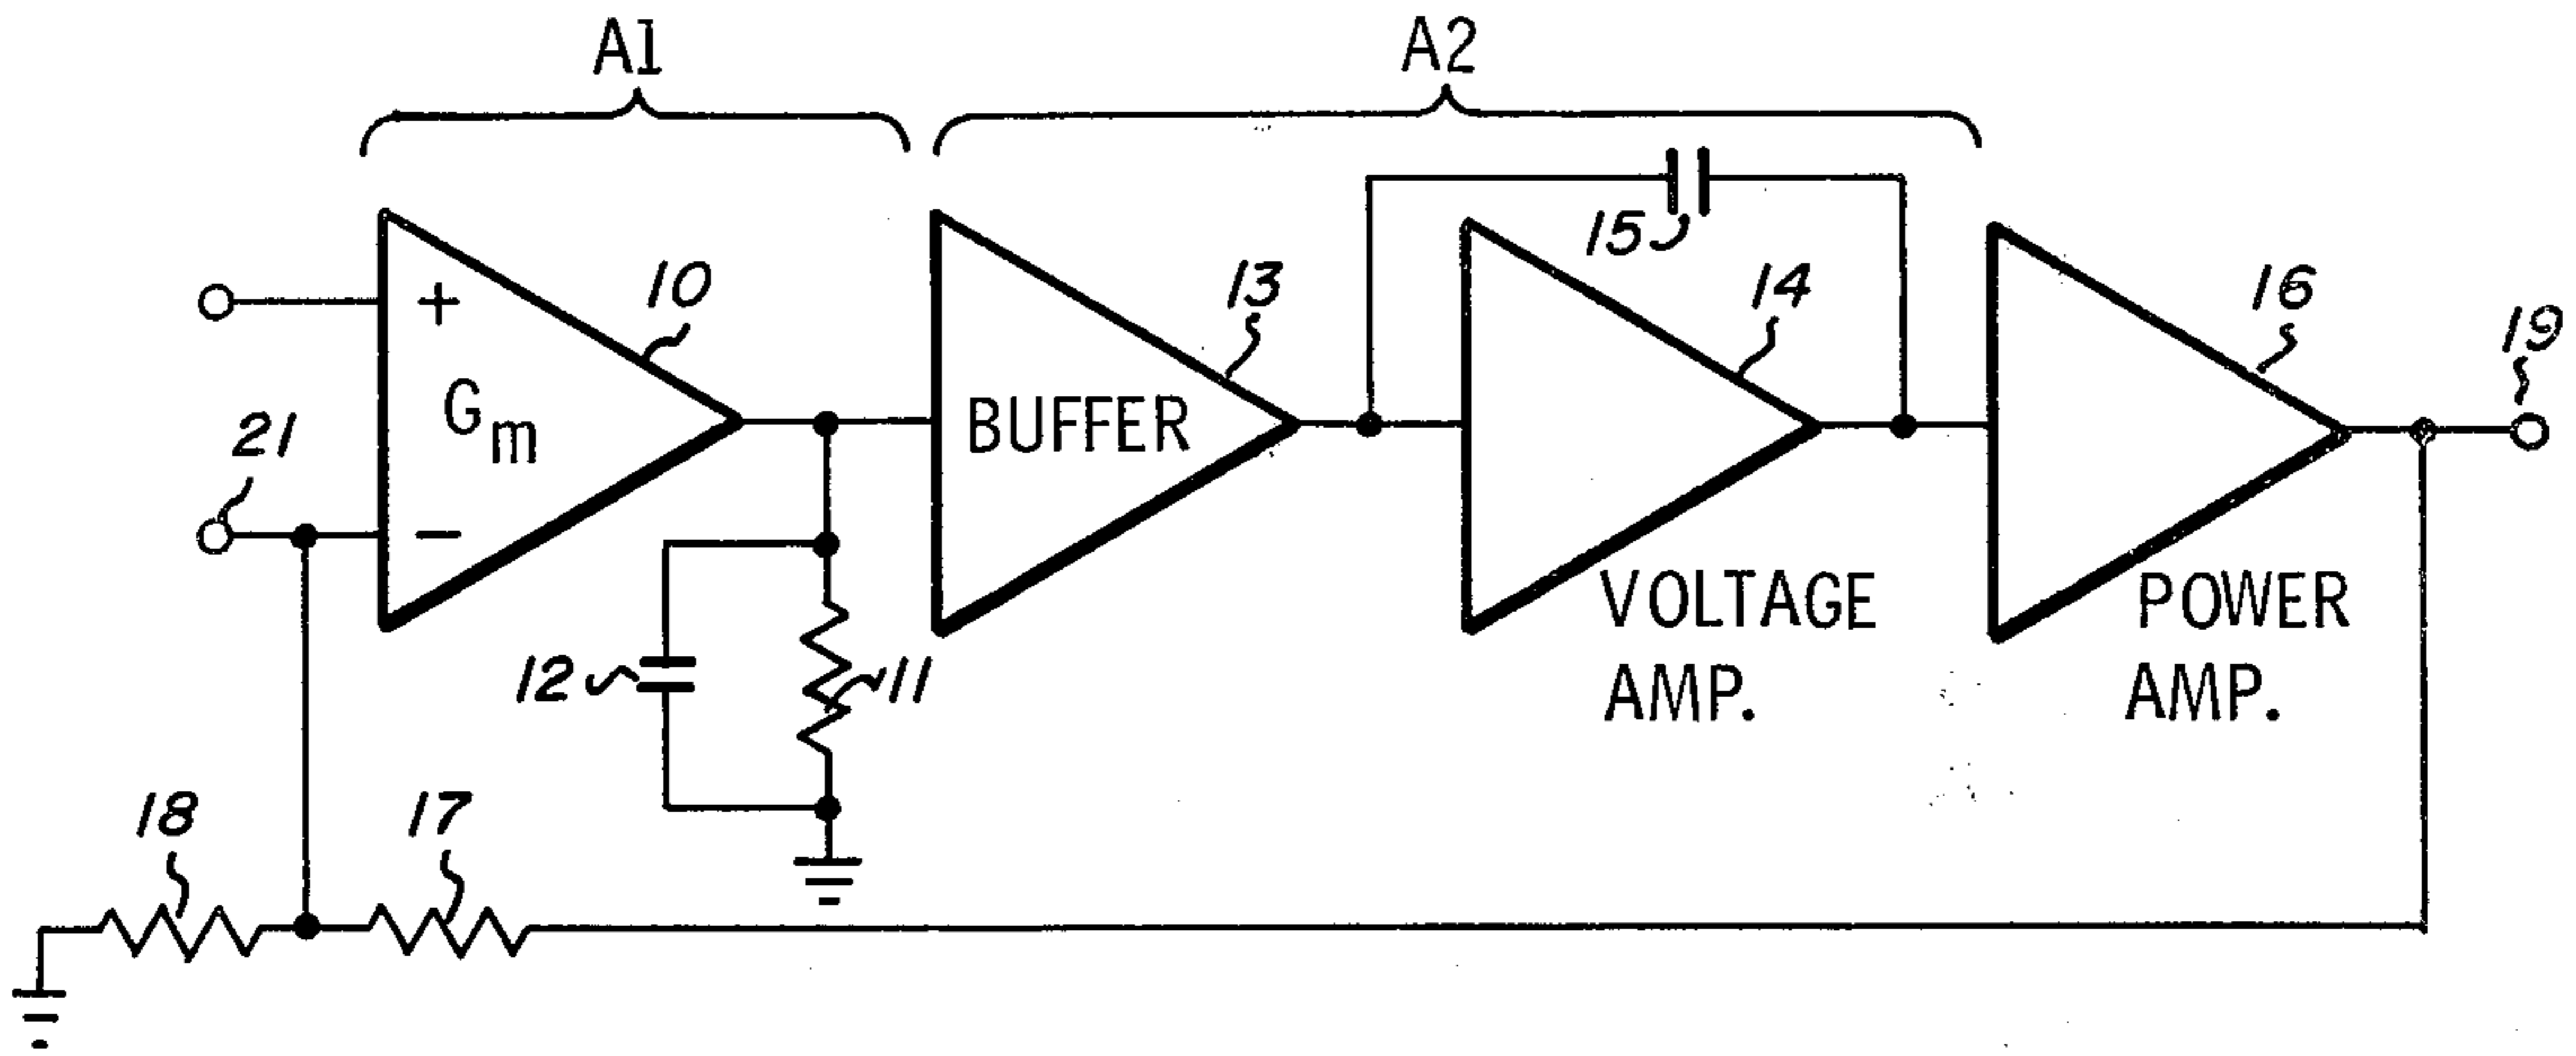 A1
A2
15
10
13
14
16
19
+
Gm
BUFFER
21
-
VOLTAGE
AMP.
POWER
AMP.
12
11
18
17